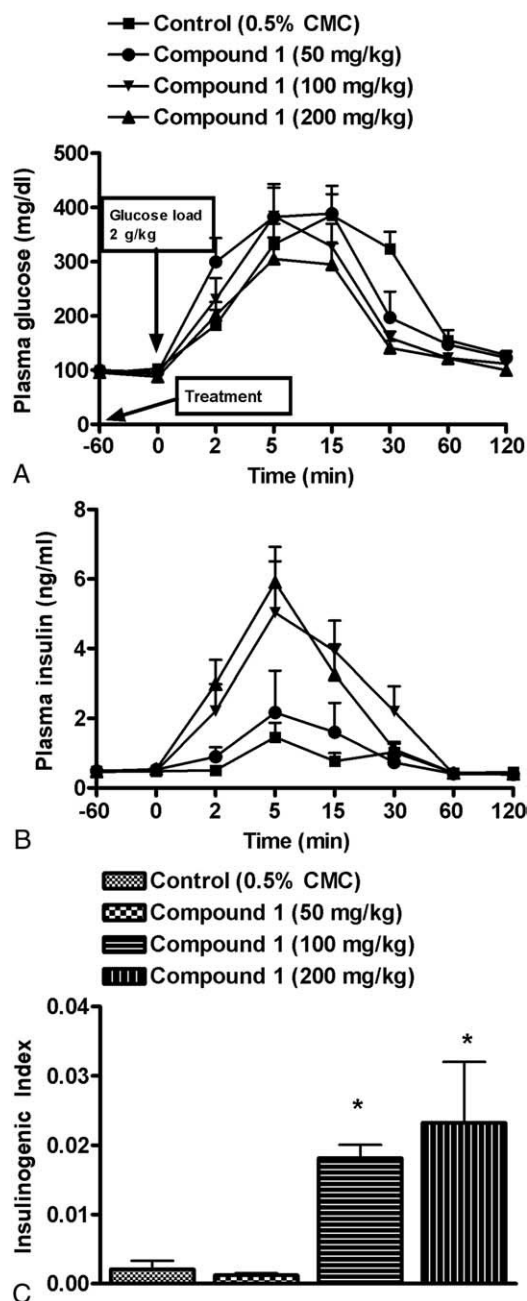 Control (0.5% CMC)
Compound 1 (50 mg/kg)
Compound 1 (100 mg/kg)
Compound 1 (200 mg/kg)
Plasma glucose (mg/dl)
500
400
300
200
100
0
Glucose load
2 g/kg
Treatment
-60 0 2 5 15 30 60 120
Time (min)
A
Plasma insulin (ng/ml)
8
6
4
2
0
-60 0 2 5 15 30 60 120
Time (min)
B
Control (0.5% CMC)
Compound 1 (50 mg/kg)
Compound 1 (100 mg/kg)
Compound 1 (200 mg/kg)
Insulinogenic Index
0.04
0.03
0.02
0.01
0.00
*
*
C